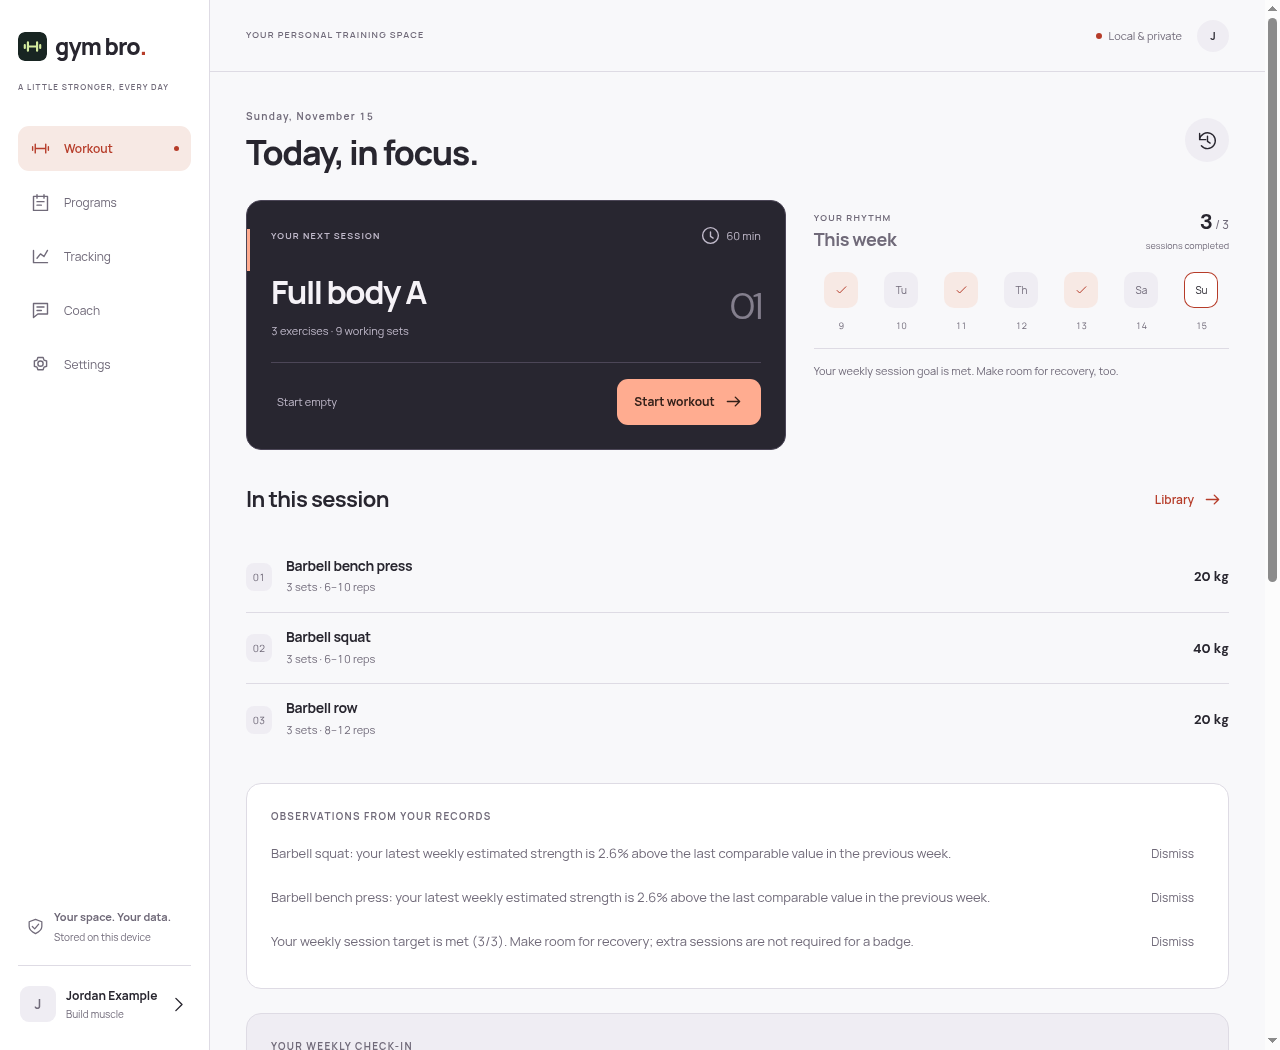 gym bro.
A LITTLE STRONGER, EVERY DAY
Workout
Programs
Tracking
Coach
Settings
Your space. Your data.
Stored on this device
J
Jordan Example
Build muscle
YOUR PERSONAL TRAINING SPACE
Local & private
J
Sunday, November 15
Today, in focus.
YOUR NEXT SESSION
60 min
Full body A
01
3 exercises · 9 working sets
Start empty
Start workout
YOUR RHYTHM
This week
3 / 3
sessions completed
Tu
Th
Sa
Su
9
10
11
12
13
14
15
Your weekly session goal is met. Make room for recovery, too.
In this session
Library
01
Barbell bench press
3 sets · 6–10 reps
20 kg
02
Barbell squat
3 sets · 6–10 reps
40 kg
03
Barbell row
3 sets · 8–12 reps
20 kg
OBSERVATIONS FROM YOUR RECORDS
Barbell squat: your latest weekly estimated strength is 2.6% above the last comparable value in the previous week.
Dismiss
Barbell bench press: your latest weekly estimated strength is 2.6% above the last comparable value in the previous week.
Dismiss
Your weekly session target is met (3/3). Make room for recovery; extra sessions are not required for a badge.
Dismiss
YOUR WEEKLY CHECK-IN